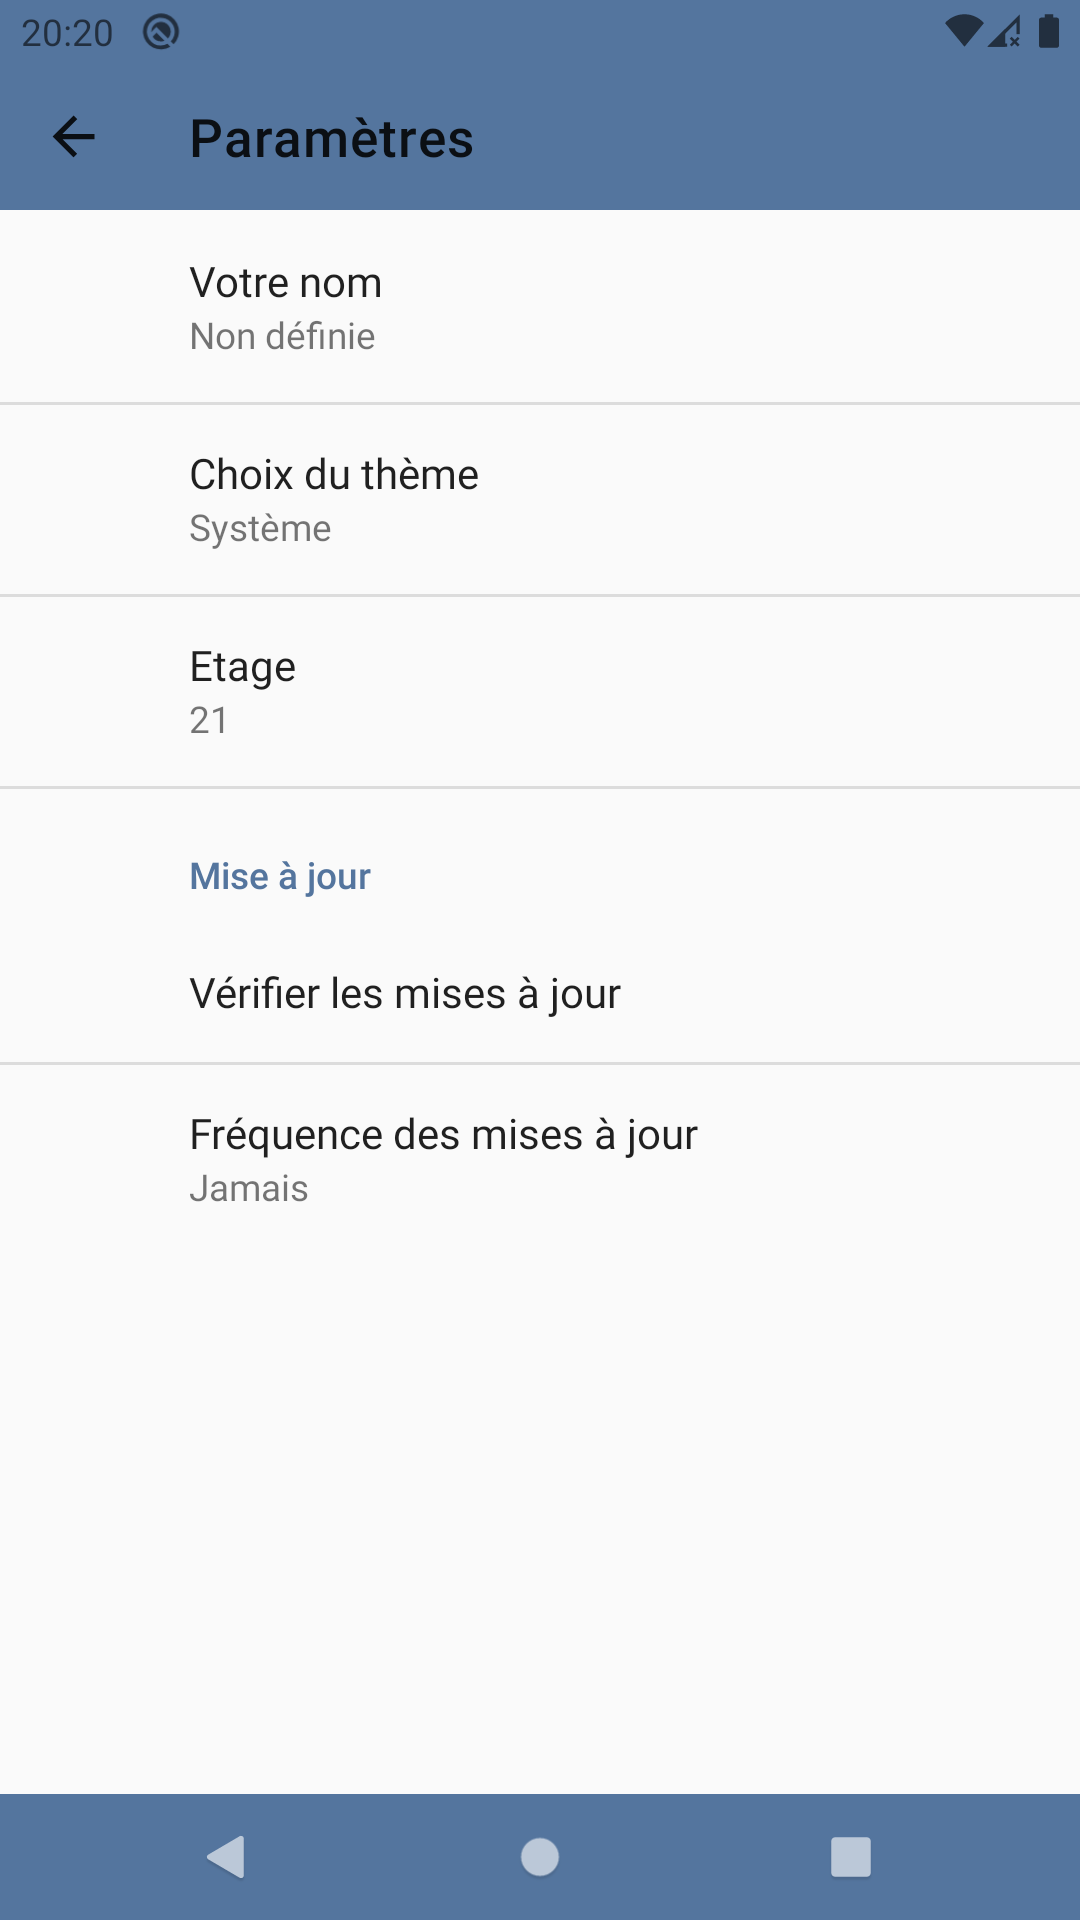 20:20
Paramètres
Votre nom
Non définie
Choix du thème
Système
Etage
21
Mise à jour
Vérifier les mises à jour
Fréquence des mises à jour
Jamais